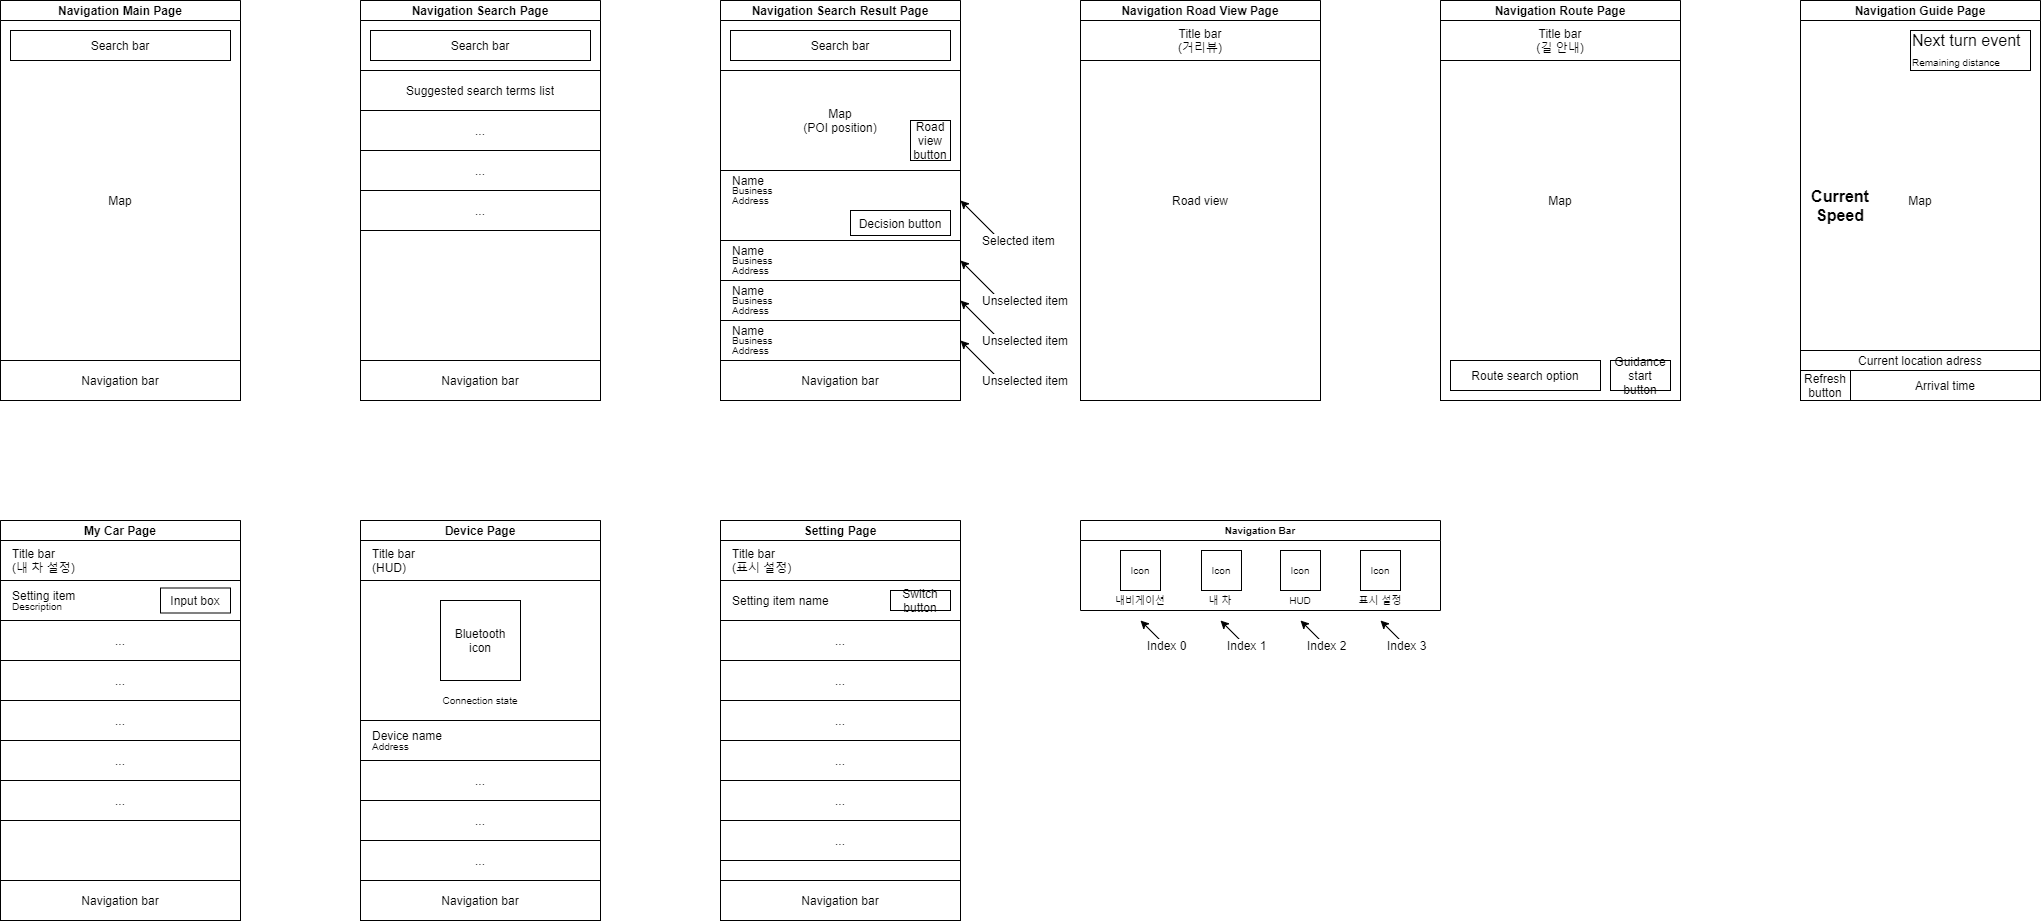 Navigation Main Page
Search bar
Map
Navigation bar
Navigation Search Page
Search bar
Suggested search terms list
...
...
...
Navigation bar
Navigation Search Result Page
Search bar
Map
(POI position)
Road
view
button
Name
Business
Address
Decision button
Selected item
Name
Business
Address
Unselected item
Name
Business
Address
Unselected item
Name
Business
Address
Unselected item
Navigation bar
Navigation Road View Page
Title bar
(거리뷰)
Road view
Navigation Route Page
Title bar
(길 안내)
Map
Route search option
Guidance
start
button
Navigation Guide Page
Next turn event
Remaining distance
Current
Speed
Map
Current location adress
Refresh
button
Arrival time
My Car Page
Title bar
(내 차 설정)
Setting item
Description
Input box
...
...
...
...
...
Navigation bar
Device Page
Title bar
(HUD)
Bluetooth
icon
Connection state
Device name
Address
...
...
...
Navigation bar
Setting Page
Title bar
(표시 설정)
Setting item name
Switch
button
...
...
...
...
...
...
Navigation bar
Navigation Bar
Icon
Icon
Icon
Icon
내비게이션
내 차
HUD
표시 설정
Index 0
Index 1
Index 2
Index 3